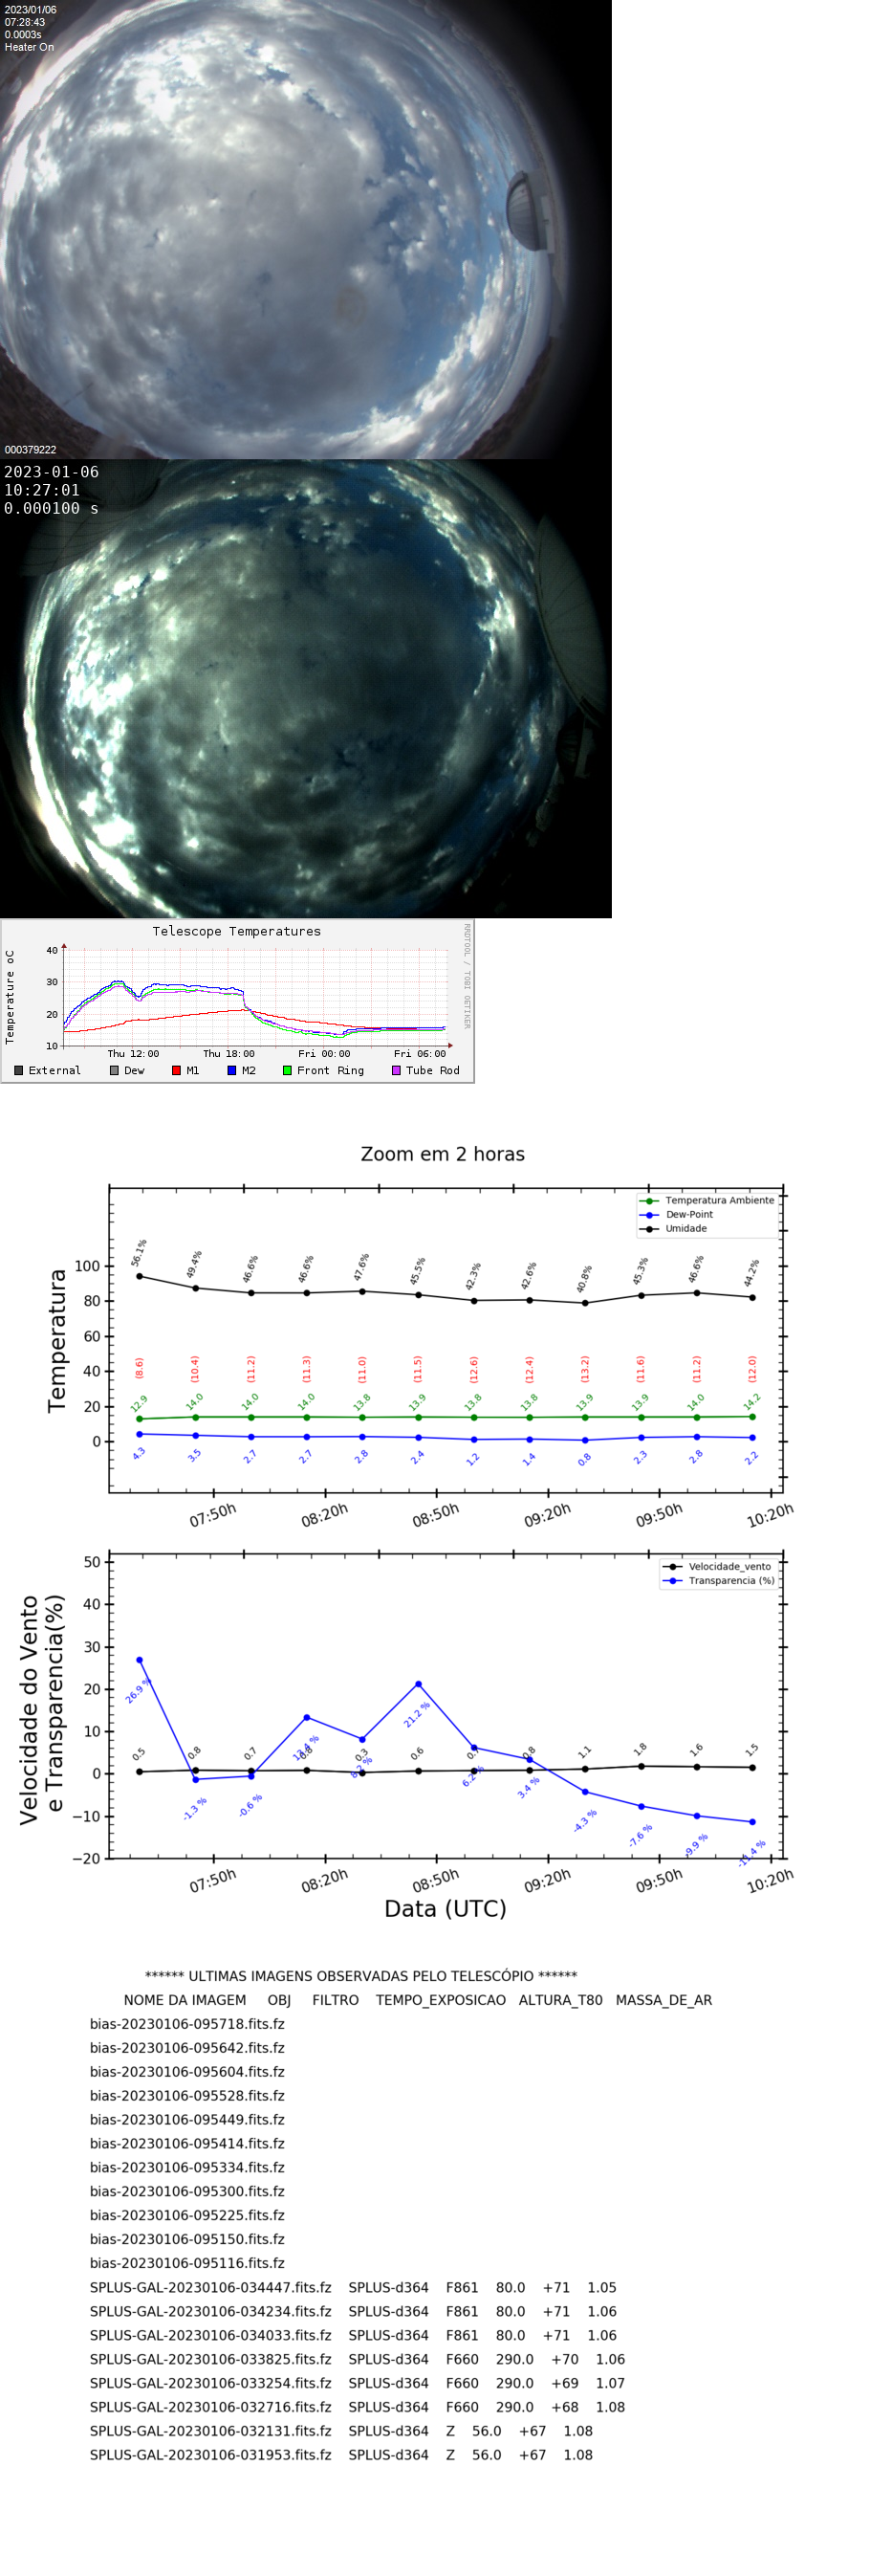 2023/01/06
07:28:43
0.0003s
Heater On
000379222
2023-01-06
10:27:01
0.000100 s
Telescope Temperatures
RRDTOOL / TOBI OETIKER
Temperature oC
40
30
20
10
Thu 12:00 Thu 18:00 Fri 00:00 Fri 06:00
External Dew M1 M2 Front Ring Tube Rod
Zoom em 2 horas
Temperatura Ambiente
Dew-Point
Umidade
Temperatura
100
80
60
40
20
0
56.1% 49.4% 46.6% 46.6% 47.6% 45.5% 42.3% 42.6% 40.8% 45.3% 46.6% 44.2%
(8.6) (10.4) (11.2) (11.3) (11.0) (11.5) (12.6) (12.4) (13.2) (11.6) (11.2) (12.0)
12.9 14.0 14.0 14.0 13.8 13.9 13.8 13.8 13.9 13.9 14.0 14.2
4.3 3.5 2.7 2.7 2.8 2.4 1.2 1.4 0.8 2.3 2.8 2.2
07:50h 08:20h 08:50h 09:20h 09:50h 10:20h
Velocidade_vento
Transparencia (%)
Velocidade do Vento
e Transparencia(%)
50
40
30
20
10
0
−10
−20
0.5 0.8 0.7 0.3 0.6 0.8 1.1 1.8 1.6 1.5
26.9 % -1.3 % -0.6 % 21.2 % 3.4 % -4.3 % -7.6 % -9.9 % -11.4 %
07:50h 08:20h 08:50h 09:20h 09:50h 10:20h
Data (UTC)
****** ULTIMAS IMAGENS OBSERVADAS PELO TELESCÓPIO ******
NOME DA IMAGEM OBJ FILTRO TEMPO_EXPOSICAO ALTURA_T80 MASSA_DE_AR
bias-20230106-095718.fits.fz
bias-20230106-095642.fits.fz
bias-20230106-095604.fits.fz
bias-20230106-095528.fits.fz
bias-20230106-095449.fits.fz
bias-20230106-095414.fits.fz
bias-20230106-095334.fits.fz
bias-20230106-095300.fits.fz
bias-20230106-095225.fits.fz
bias-20230106-095150.fits.fz
bias-20230106-095116.fits.fz
SPLUS-GAL-20230106-034447.fits.fz SPLUS-d364 F861 80.0 +71 1.05
SPLUS-GAL-20230106-034234.fits.fz SPLUS-d364 F861 80.0 +71 1.06
SPLUS-GAL-20230106-034033.fits.fz SPLUS-d364 F861 80.0 +71 1.06
SPLUS-GAL-20230106-033825.fits.fz SPLUS-d364 F660 290.0 +70 1.06
SPLUS-GAL-20230106-033254.fits.fz SPLUS-d364 F660 290.0 +69 1.07
SPLUS-GAL-20230106-032716.fits.fz SPLUS-d364 F660 290.0 +68 1.08
SPLUS-GAL-20230106-032131.fits.fz SPLUS-d364 Z 56.0 +67 1.08
SPLUS-GAL-20230106-031953.fits.fz SPLUS-d364 Z 56.0 +67 1.08